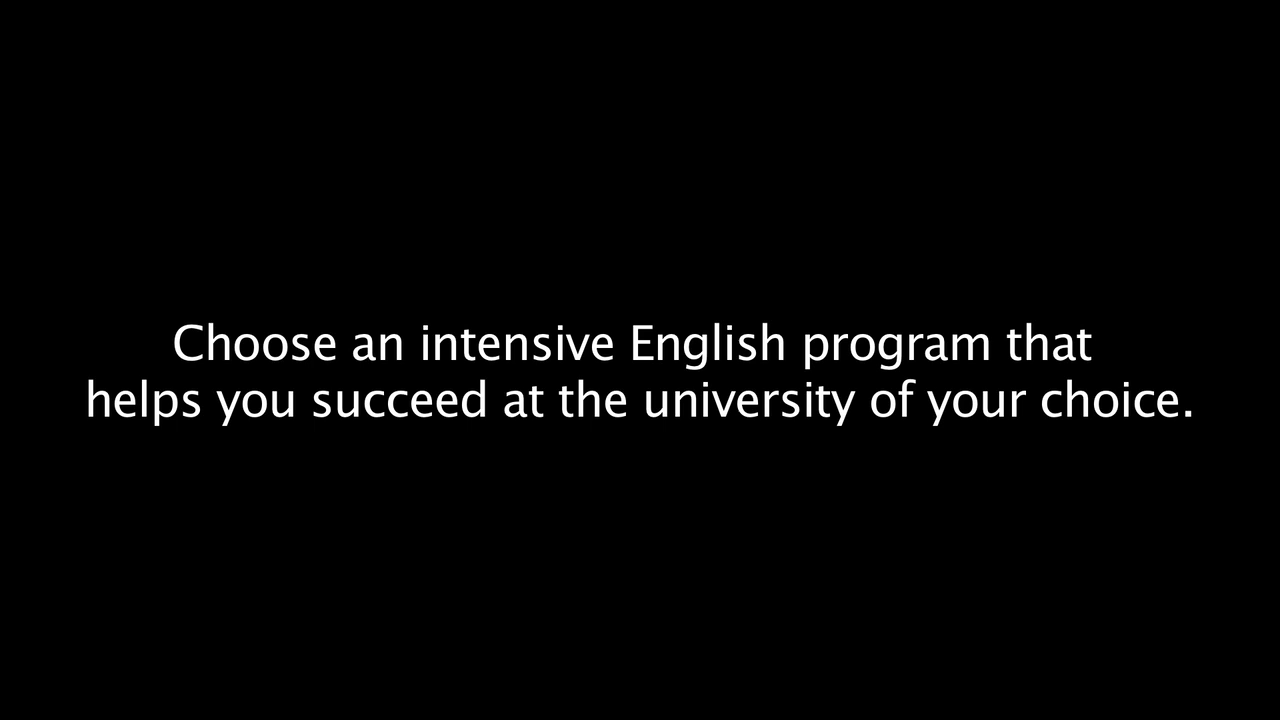 Choose an intensive English program that
helps you succeed at the university of your choice.